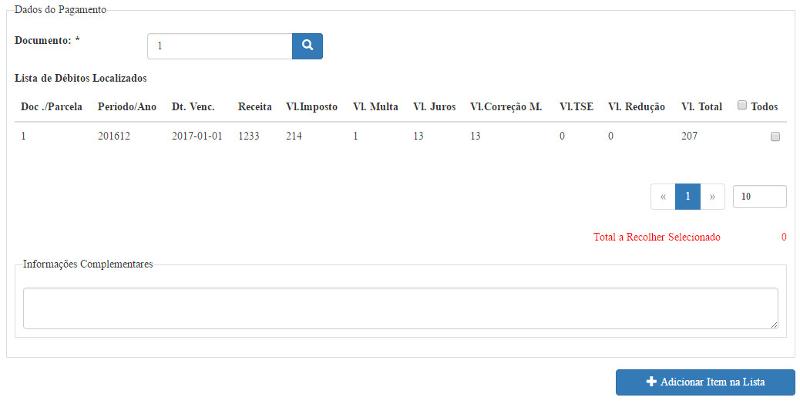 Dados do Pagamento
Documento: * 1
Lista de Débitos Localizados
Doc ./Parcela Período/Ano Dt. Venc. Receita Vl.Imposto Vl. Multa Vl. Juros Vl.Correção M. Vl.TSE Vl. Redução Vl. Total Todos
1 201612 2017-01-01 1233 214 1 13 13 0 0 207
« 1 » 10
Total a Recolher Selecionado 0
Informações Complementares
Adicionar Item na Lista